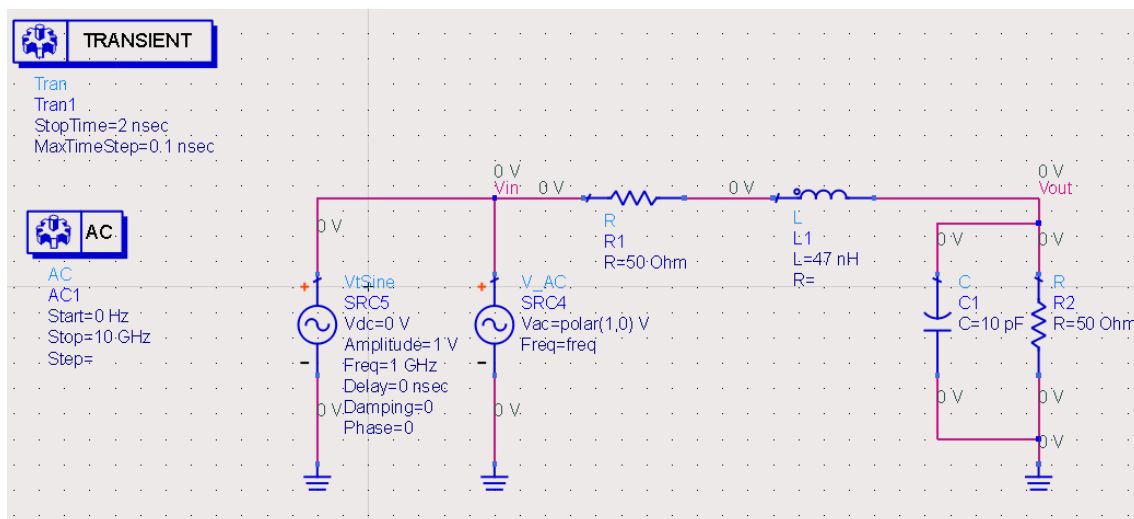 TRANSIENT
Tran
Tran1
StopTime=2 nsec
MaxTimeStep=0.1 nsec
AC
AC
AC1
Start=0 Hz
Stop=10 GHz
Step=
0 V
Vin
0 V
0 V
0 V
Vout
0 V
R
R1
R=50 Ohm
L
L1
L=47 nH
R=
0 V
0 V
+
VtSine
SRC5
Vdc=0 V
Amplitude=1 V
Freq=1 GHz
Delay=0 nsec
Damping=0
Phase=0
-
0 V
+
V_AC
SRC4
Vac=polar(1,0) V
Freq=freq
-
0 V
C
C1
C=10 pF
R
R2
R=50 Ohm
0 V
0 V
0 V